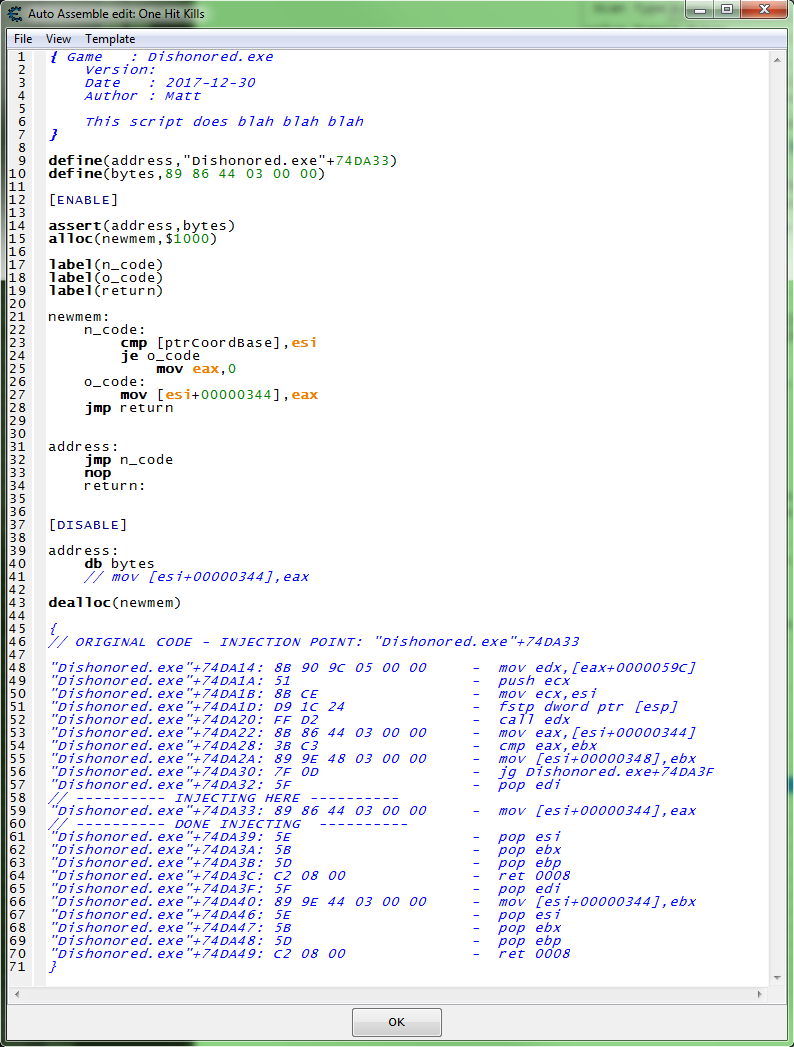 Auto Assemble edit: One Hit Kills
File View Template
1 { Game   : Dishonored.exe
2     Version:
3     Date   : 2017-12-30
4     Author : Matt
5
6     This script does blah blah blah
7 }
8
9 define(address,"Dishonored.exe"+74DA33)
10 define(bytes,89 86 44 03 00 00)
11
12 [ENABLE]
13
14 assert(address,bytes)
15 alloc(newmem,$1000)
16
17 label(n_code)
18 label(o_code)
19 label(return)
20
21 newmem:
22     n_code:
23         cmp [ptrCoordBase],esi
24         je o_code
25             mov eax,0
26     o_code:
27         mov [esi+00000344],eax
28     jmp return
29
30
31 address:
32     jmp n_code
33     nop
34     return:
35
36
37 [DISABLE]
38
39 address:
40     db bytes
41     // mov [esi+00000344],eax
42
43 dealloc(newmem)
44
45 {
46 // ORIGINAL CODE - INJECTION POINT: "Dishonored.exe"+74DA33
47
48 "Dishonored.exe"+74DA14: 8B 90 9C 05 00 00     -  mov edx,[eax+0000059C]
49 "Dishonored.exe"+74DA1A: 51                    -  push ecx
50 "Dishonored.exe"+74DA1B: 8B CE                 -  mov ecx,esi
51 "Dishonored.exe"+74DA1D: D9 1C 24              -  fstp dword ptr [esp]
52 "Dishonored.exe"+74DA20: FF D2                 -  call edx
53 "Dishonored.exe"+74DA22: 8B 86 44 03 00 00     -  mov eax,[esi+00000344]
54 "Dishonored.exe"+74DA28: 3B C3                 -  cmp eax,ebx
55 "Dishonored.exe"+74DA2A: 89 9E 48 03 00 00     -  mov [esi+00000348],ebx
56 "Dishonored.exe"+74DA30: 7F 0D                 -  jg Dishonored.exe+74DA3F
57 "Dishonored.exe"+74DA32: 5F                    -  pop edi
58 // ---------- INJECTING HERE ----------
59 "Dishonored.exe"+74DA33: 89 86 44 03 00 00     -  mov [esi+00000344],eax
60 // ---------- DONE INJECTING  ----------
61 "Dishonored.exe"+74DA39: 5E                    -  pop esi
62 "Dishonored.exe"+74DA3A: 5B                    -  pop ebx
63 "Dishonored.exe"+74DA3B: 5D                    -  pop ebp
64 "Dishonored.exe"+74DA3C: C2 08 00              -  ret 0008
65 "Dishonored.exe"+74DA3F: 5F                    -  pop edi
66 "Dishonored.exe"+74DA40: 89 9E 44 03 00 00     -  mov [esi+00000344],ebx
67 "Dishonored.exe"+74DA46: 5E                    -  pop esi
68 "Dishonored.exe"+74DA47: 5B                    -  pop ebx
69 "Dishonored.exe"+74DA48: 5D                    -  pop ebp
70 "Dishonored.exe"+74DA49: C2 08 00              -  ret 0008
71 }
OK